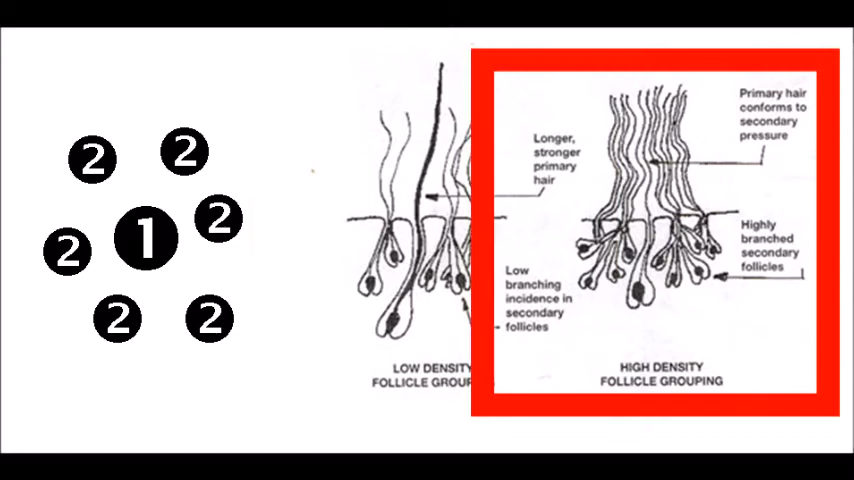 2
2
2
1
2
2
2
Longer,
stronger
primary
hair
Low
branching
incidence in
secondary
follicles
LOW DENSITY
FOLLICLE GROUP
Primary hair
conforms to
secondary
pressure
Highly
branched
secondary
follicles
HIGH DENSITY
FOLLICLE GROUPING